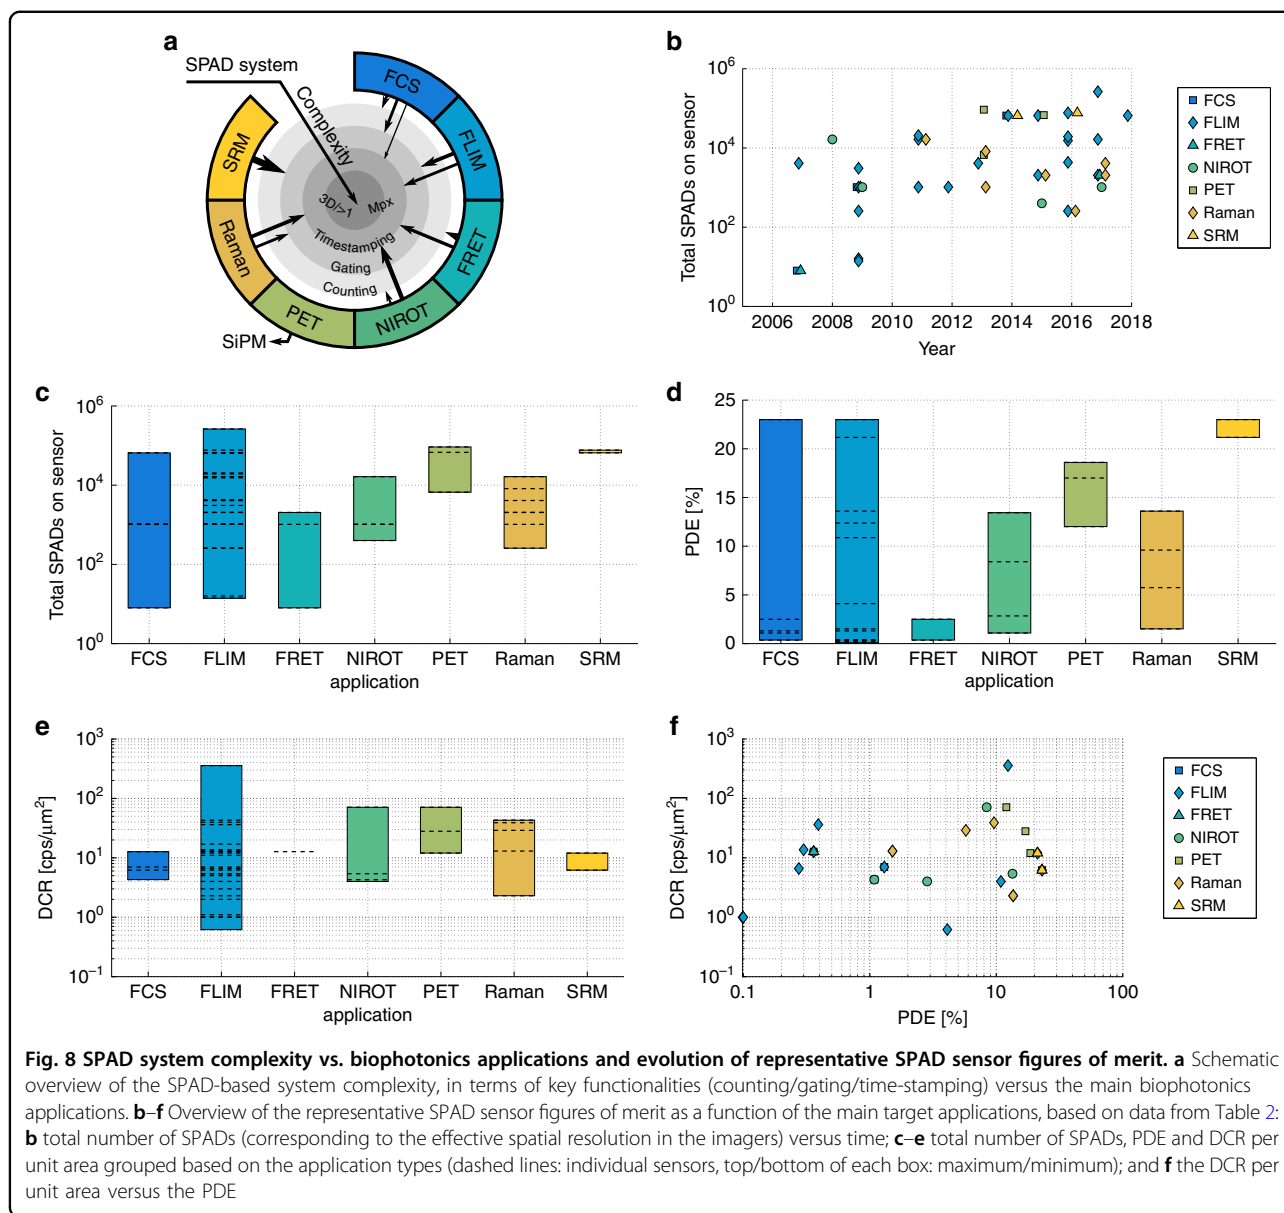 a
SPAD system
Complexity
FCS
FLIM
FRET
NIROT
PET
Raman
SRM
3D/>1 Mpx
Timestamping
Gating
Counting
SiPM
b
Total SPADs on sensor
10^6
10^4
10^2
10^0
2006 2008 2010 2012 2014 2016 2018
Year
FCS
FLIM
FRET
NIROT
PET
Raman
SRM
c
Total SPADs on sensor
10^6
10^4
10^2
10^0
FCS FLIM FRET NIROT PET Raman SRM
application
d
PDE [%]
25
20
15
10
5
0
FCS FLIM FRET NIROT PET Raman SRM
application
e
DCR [cps/μm²]
10^3
10^2
10^1
10^0
10^−1
FCS FLIM FRET NIROT PET Raman SRM
application
f
DCR [cps/μm²]
10^3
10^2
10^1
10^0
10^−1
0.1 1 10 100
PDE [%]
FCS
FLIM
FRET
NIROT
PET
Raman
SRM
Fig. 8 SPAD system complexity vs. biophotonics applications and evolution of representative SPAD sensor figures of merit. a Schematic
overview of the SPAD-based system complexity, in terms of key functionalities (counting/gating/time-stamping) versus the main biophotonics
applications. b–f Overview of the representative SPAD sensor figures of merit as a function of the main target applications, based on data from Table 2:
b total number of SPADs (corresponding to the effective spatial resolution in the imagers) versus time; c–e total number of SPADs, PDE and DCR per
unit area grouped based on the application types (dashed lines: individual sensors, top/bottom of each box: maximum/minimum); and f the DCR per
unit area versus the PDE